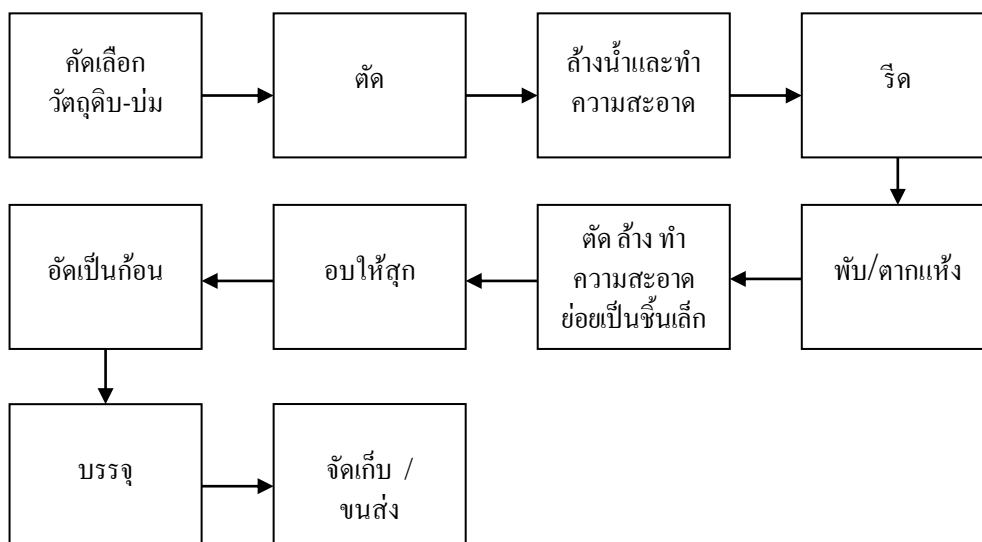 คัดเลือก
วัตถุดิบ-บ่ม
ตัด
ล้างน้ำและทำ
ความสะอาด
รีด
พับ/ตากแห้ง
ตัด ล้าง ทำ
ความสะอาด
ย่อยเป็นชิ้นเล็ก
อบให้สุก
อัดเป็นก้อน
บรรจุ
จัดเก็บ /
ขนส่ง